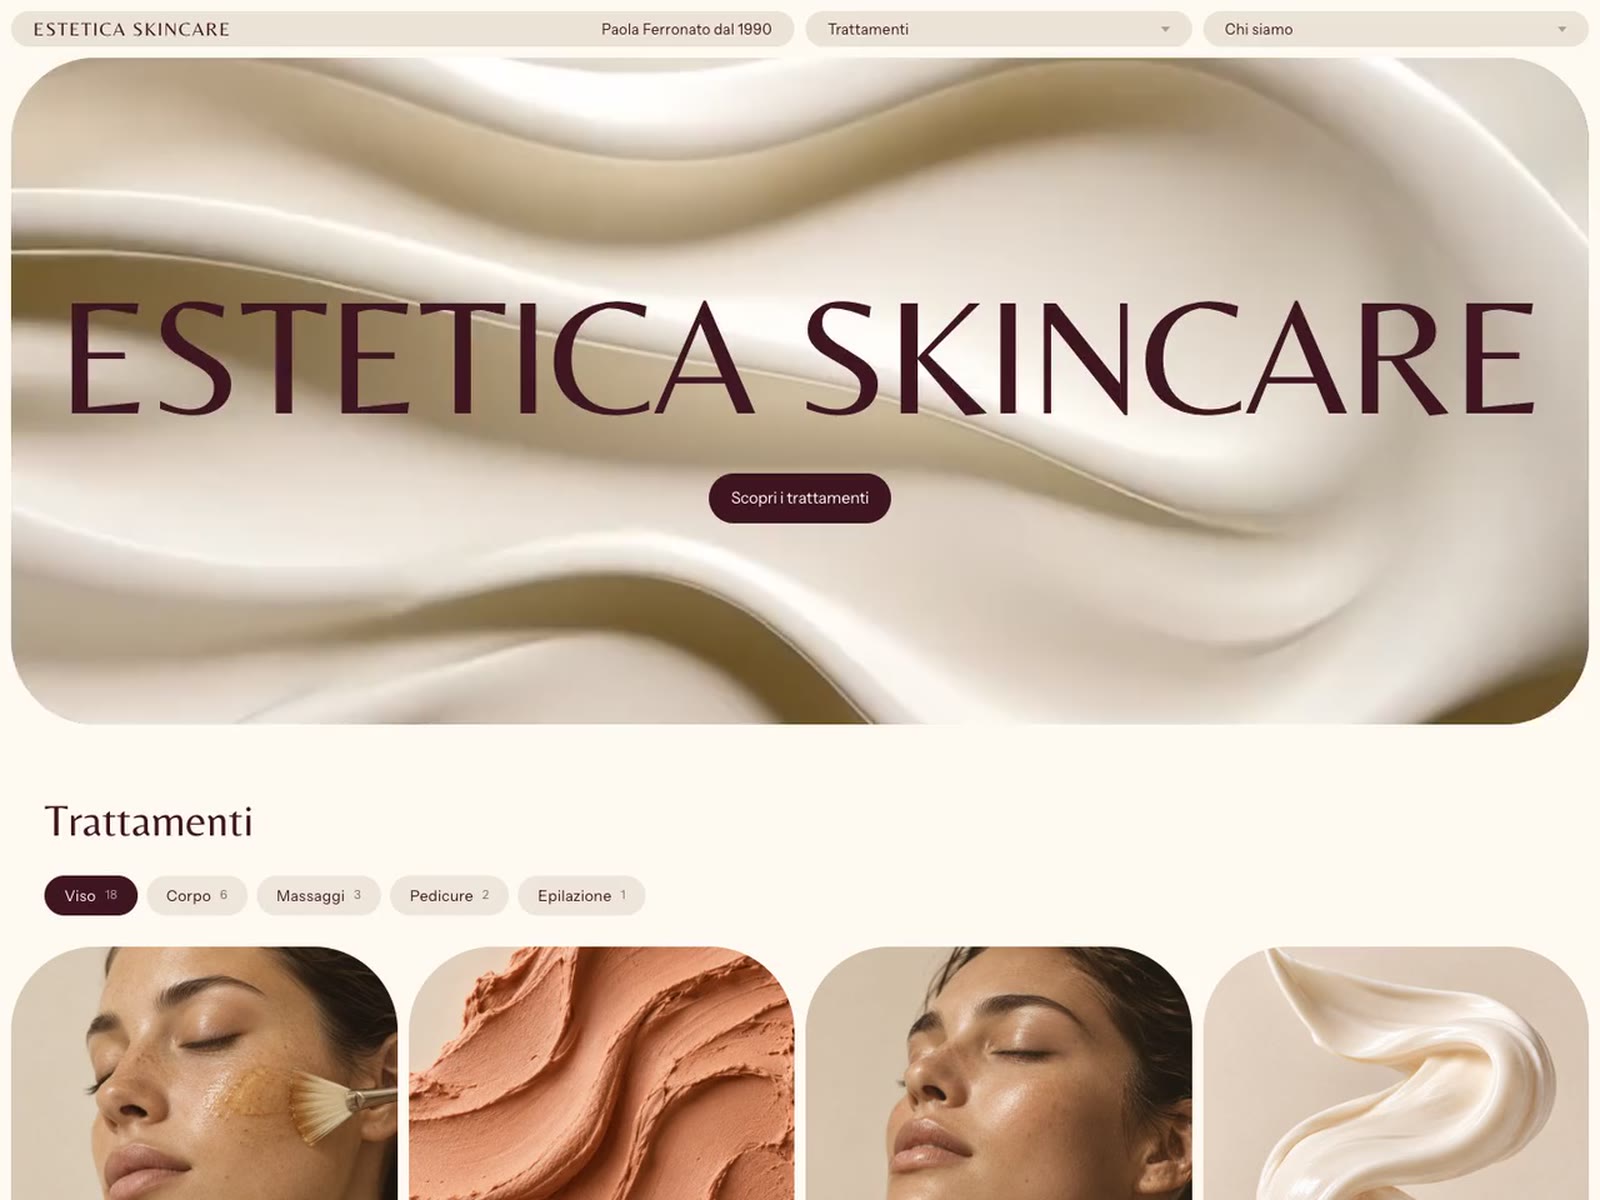 ESTETICA SKINCARE
Paola Ferronato dal 1990
Trattamenti
Chi siamo
ESTETICA SKINCARE
Scopri i trattamenti
Trattamenti
Viso 18
Corpo 6
Massaggi 3
Pedicure 2
Epilazione 1